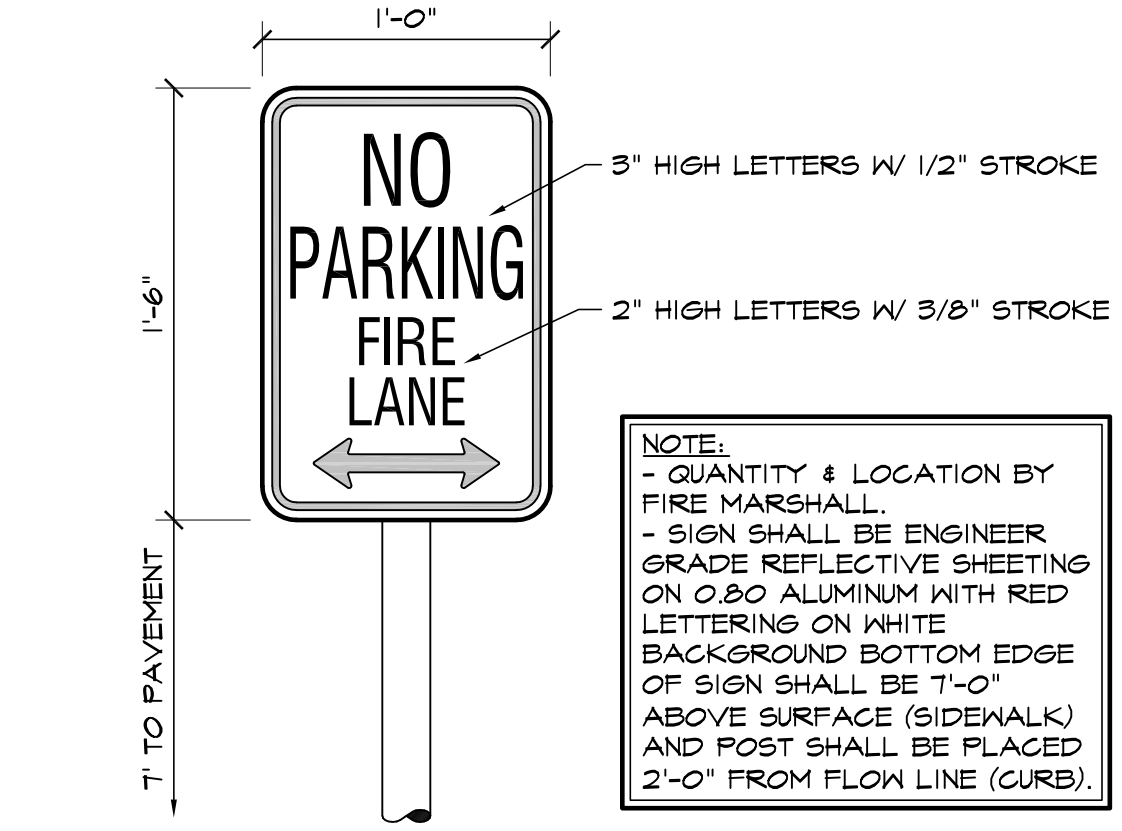 1'-0"
NO
PARKING
FIRE
LANE
3" HIGH LETTERS W/ 1/2" STROKE
2" HIGH LETTERS W/ 3/8" STROKE
1'-6"
7' TO PAVEMENT
NOTE:
- QUANTITY & LOCATION BY
FIRE MARSHALL.
- SIGN SHALL BE ENGINEER
GRADE REFLECTIVE SHEETING
ON 0.80 ALUMINUM WITH RED
LETTERING ON WHITE
BACKGROUND BOTTOM EDGE
OF SIGN SHALL BE 7'-0"
ABOVE SURFACE (SIDEWALK)
AND POST SHALL BE PLACED
2'-0" FROM FLOW LINE (CURB).